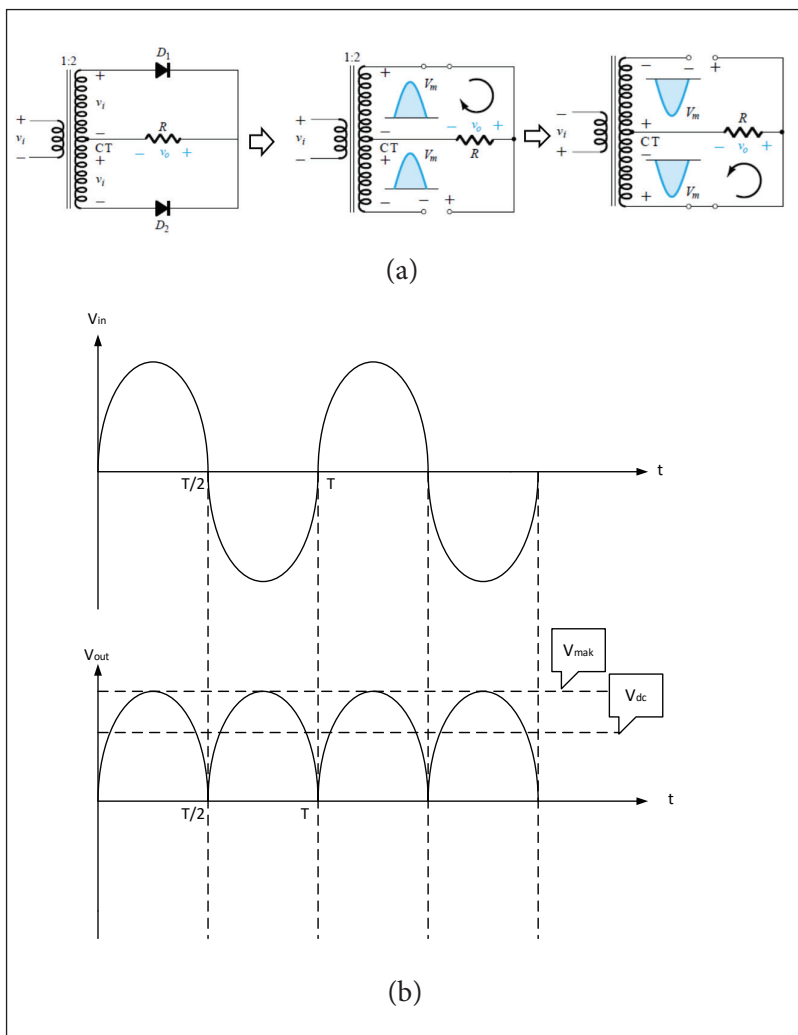 1:2
D1
+
+
vi
vi
−
−
R
CT
− vo +
+
vi
−
D2
1:2
+
+
Vm
vi
−
−
− vo +
CT
R
+
Vm
−
− +
−
− +
Vm
−
vi
+
+
R
CT
− vo +
−
Vm
+
(a)
Vin
t
T/2
T
Vout
Vmak
Vdc
t
T/2
T
(b)